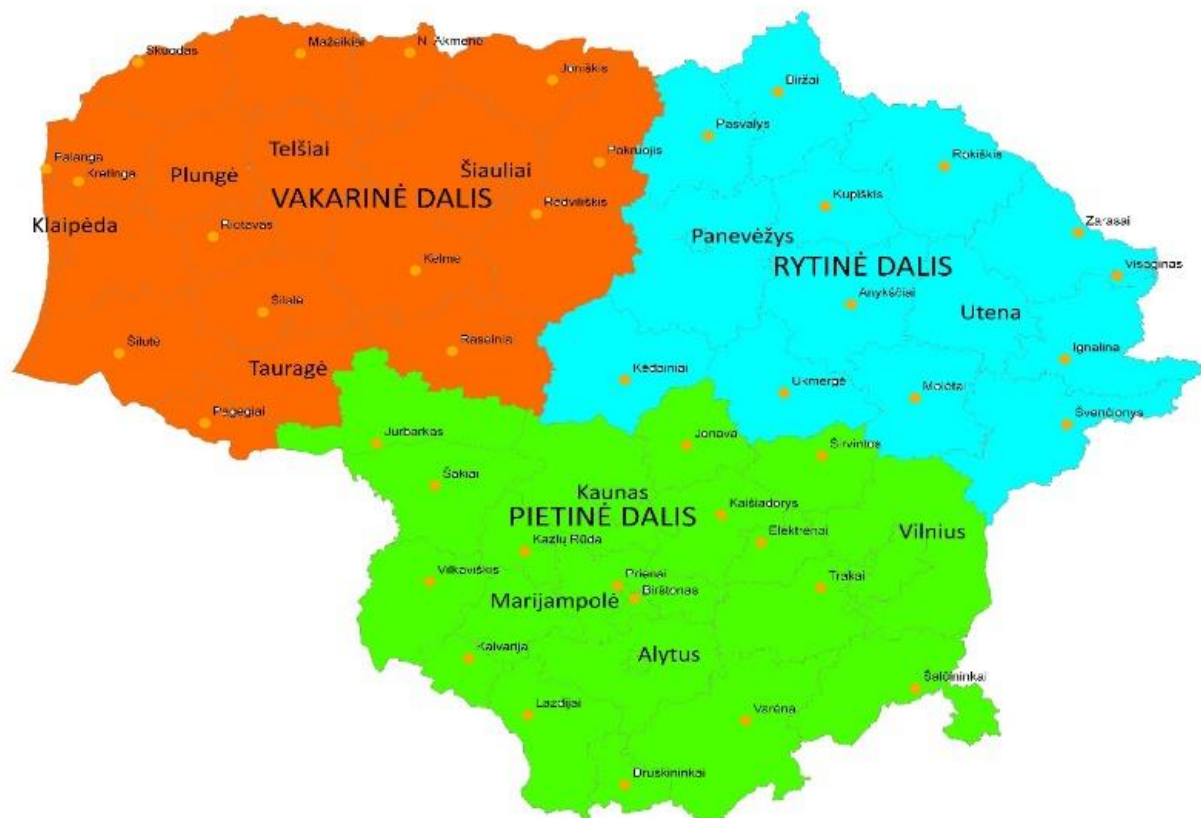 Skuodas
Mažeikiai
N. Akmenė
Joniškis
Biržai
Pasvalys
Palanga
Kretinga
Plungė
Telšiai
Šiauliai
Pakruojis
Rokiškis
VAKARINĖ DALIS
Klaipėda
Rietavas
Radviliškis
Kupiškis
Panevėžys
Zarasai
Kelmė
RYTINĖ DALIS
Visaginas
Šilalė
Anykščiai
Utena
Šilutė
Raseiniai
Ignalina
Tauragė
Kėdainiai
Ukmergė
Molėtai
Pagėgiai
Švenčionys
Jurbarkas
Jonava
Širvintos
Šakiai
Kaunas
PIETINĖ DALIS
Kaišiadorys
Elektrėnai
Vilnius
Kazlų Rūda
Vilkaviškis
Prienai
Birštonas
Trakai
Marijampolė
Kalvarija
Alytus
Šalčininkai
Lazdijai
Varėna
Druskininkai